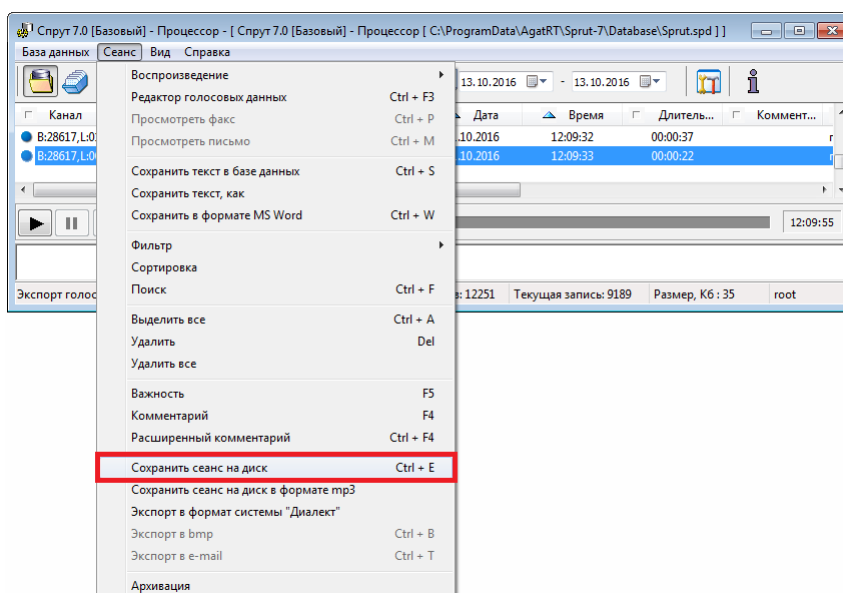 Спрут 7.0 [Базовый] - Процессор - [ Спрут 7.0 [Базовый] - Процессор [ C:\ProgramData\AgatRT\Sprut-7\Database\Sprut.spd ] ]
База данных Сеанс Вид Справка
13.10.2016 - 13.10.2016
Канал Дата Время Длитель... Коммент...
B:28617,L:0 .10.2016 12:09:32 00:00:37
B:28617,L:0 .10.2016 12:09:33 00:00:22
12:09:55
Экспорт голос : 12251 Текущая запись: 9189 Размер, Кб : 35 root
Воспроизведение
Редактор голосовых данных Ctrl + F3
Просмотреть факс Ctrl + P
Просмотреть письмо Ctrl + M
Сохранить текст в базе данных Ctrl + S
Сохранить текст, как
Сохранить в формате MS Word Ctrl + W
Фильтр
Сортировка
Поиск Ctrl + F
Выделить все Ctrl + A
Удалить Del
Удалить все
Важность F5
Комментарий F4
Расширенный комментарий Ctrl + F4
Сохранить сеанс на диск Ctrl + E
Сохранить сеанс на диск в формате mp3
Экспорт в формат системы "Диалект"
Экспорт в bmp Ctrl + B
Экспорт в e-mail Ctrl + T
Архивация